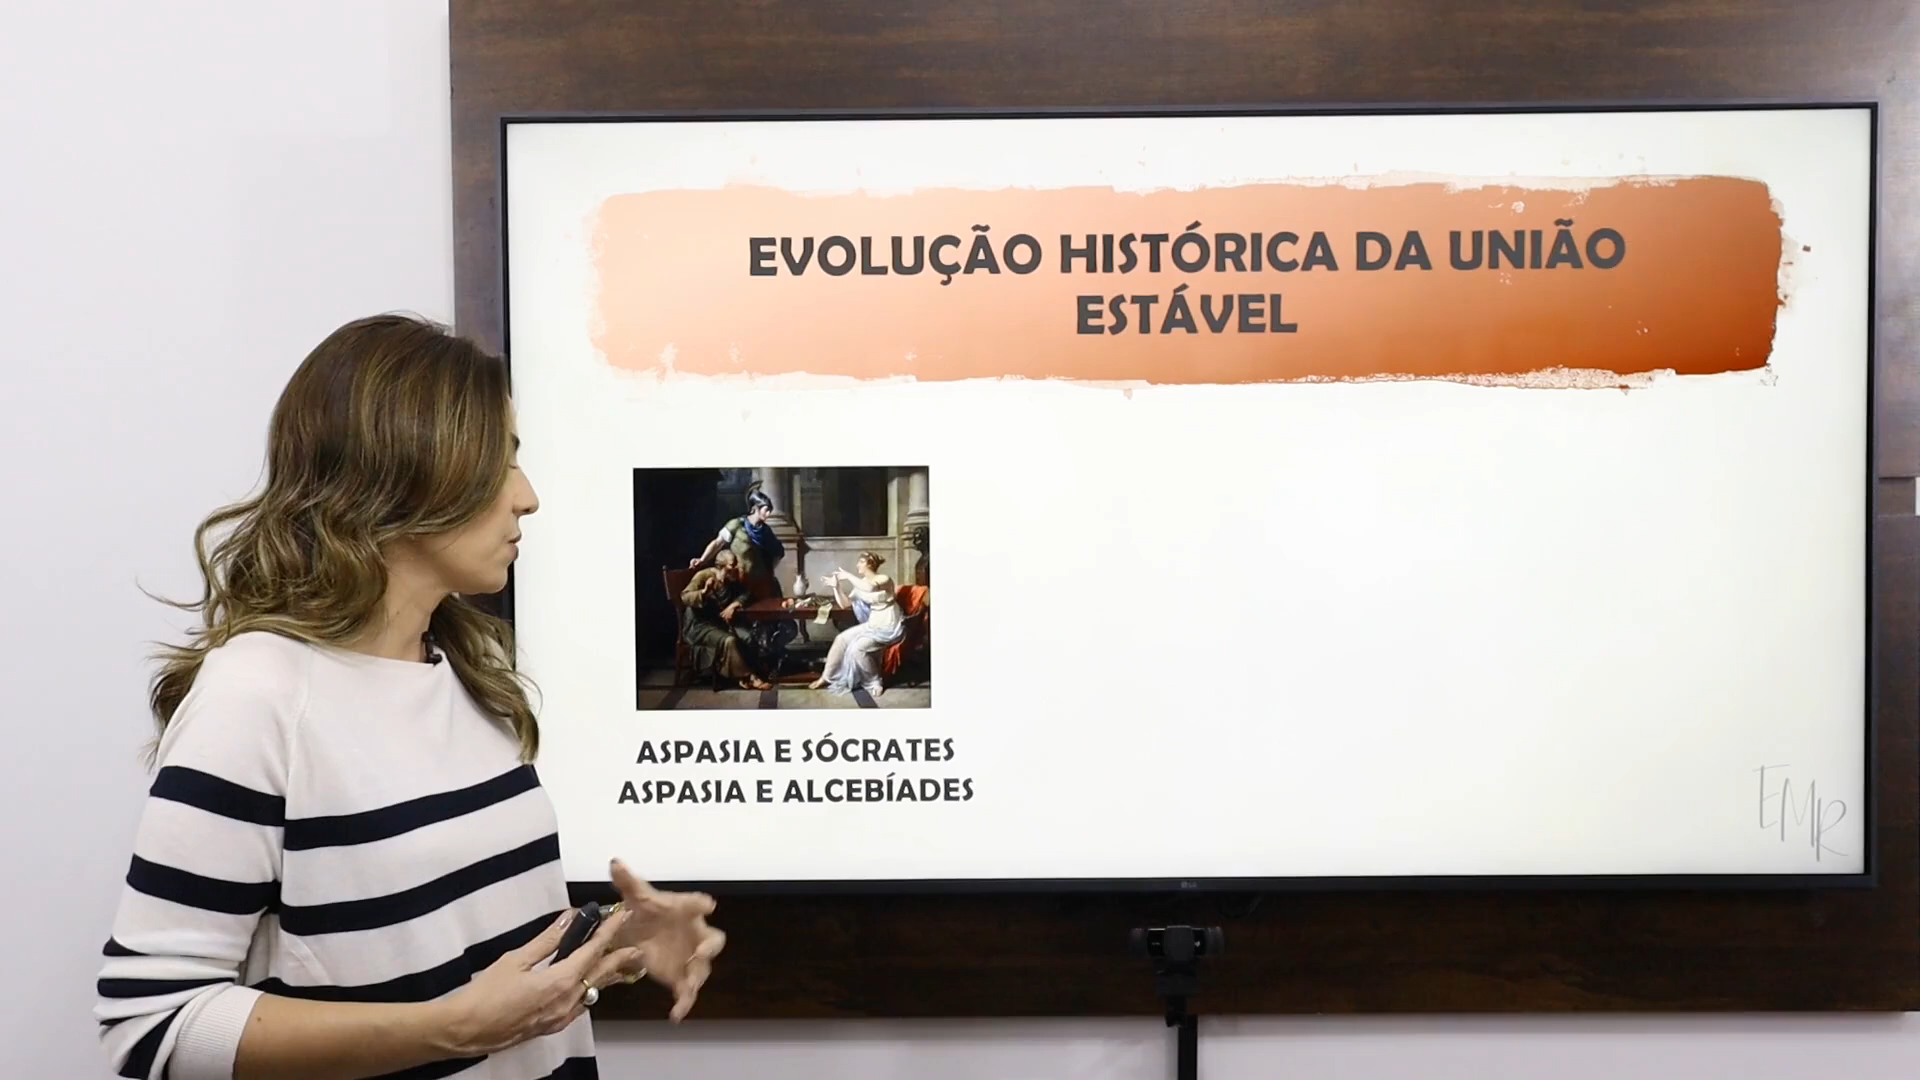 EVOLUÇÃO HISTÓRICA DA UNIÃO
ESTÁVEL
ASPASIA E SÓCRATES
ASPASIA E ALCEBÍADES
EMR